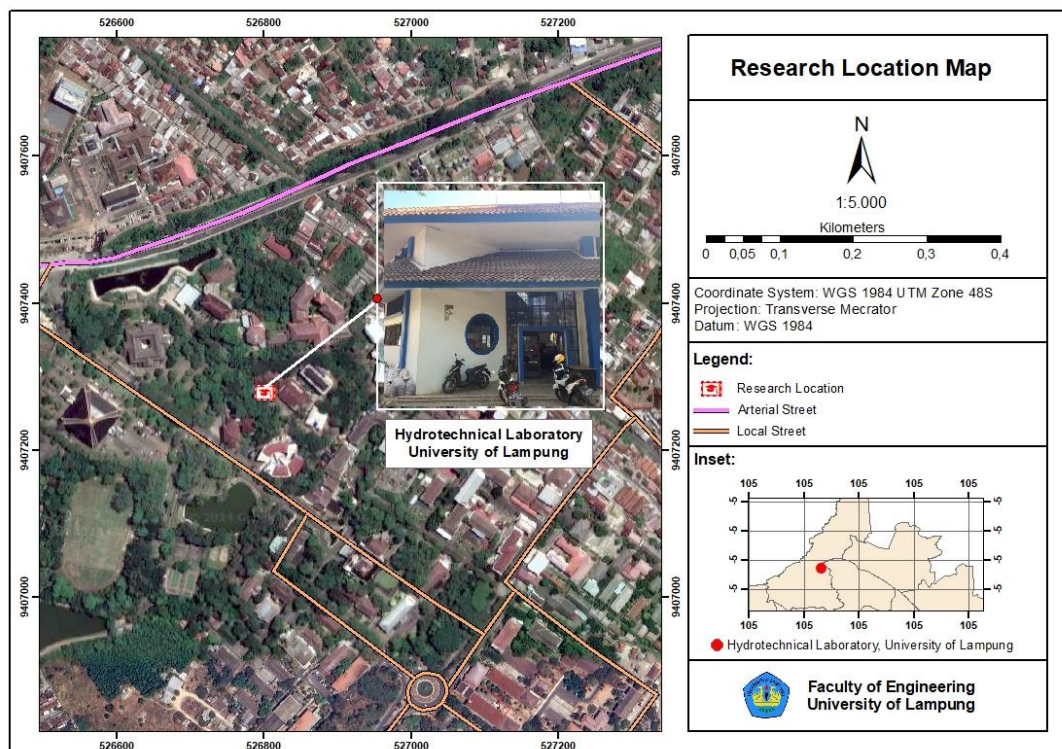 526600 526800 527000 527200
9407600
9407400
9407200
9407000
9407600
9407400
9407200
9407000
526600 526800 527000 527200
Hydrotechnical Laboratory
University of Lampung
Research Location Map
N
1:5.000
Kilometers
0 0,05 0,1 0,2 0,3 0,4
Coordinate System: WGS 1984 UTM Zone 48S
Projection: Transverse Mecrator
Datum: WGS 1984
Legend:
Research Location
Arterial Street
Local Street
Inset:
105 105 105 105 105
-5 -5
-5 -5
-5 -5
-5 -5
105 105 105 105 105
Hydrotechnical Laboratory, University of Lampung
Faculty of Engineering
University of Lampung